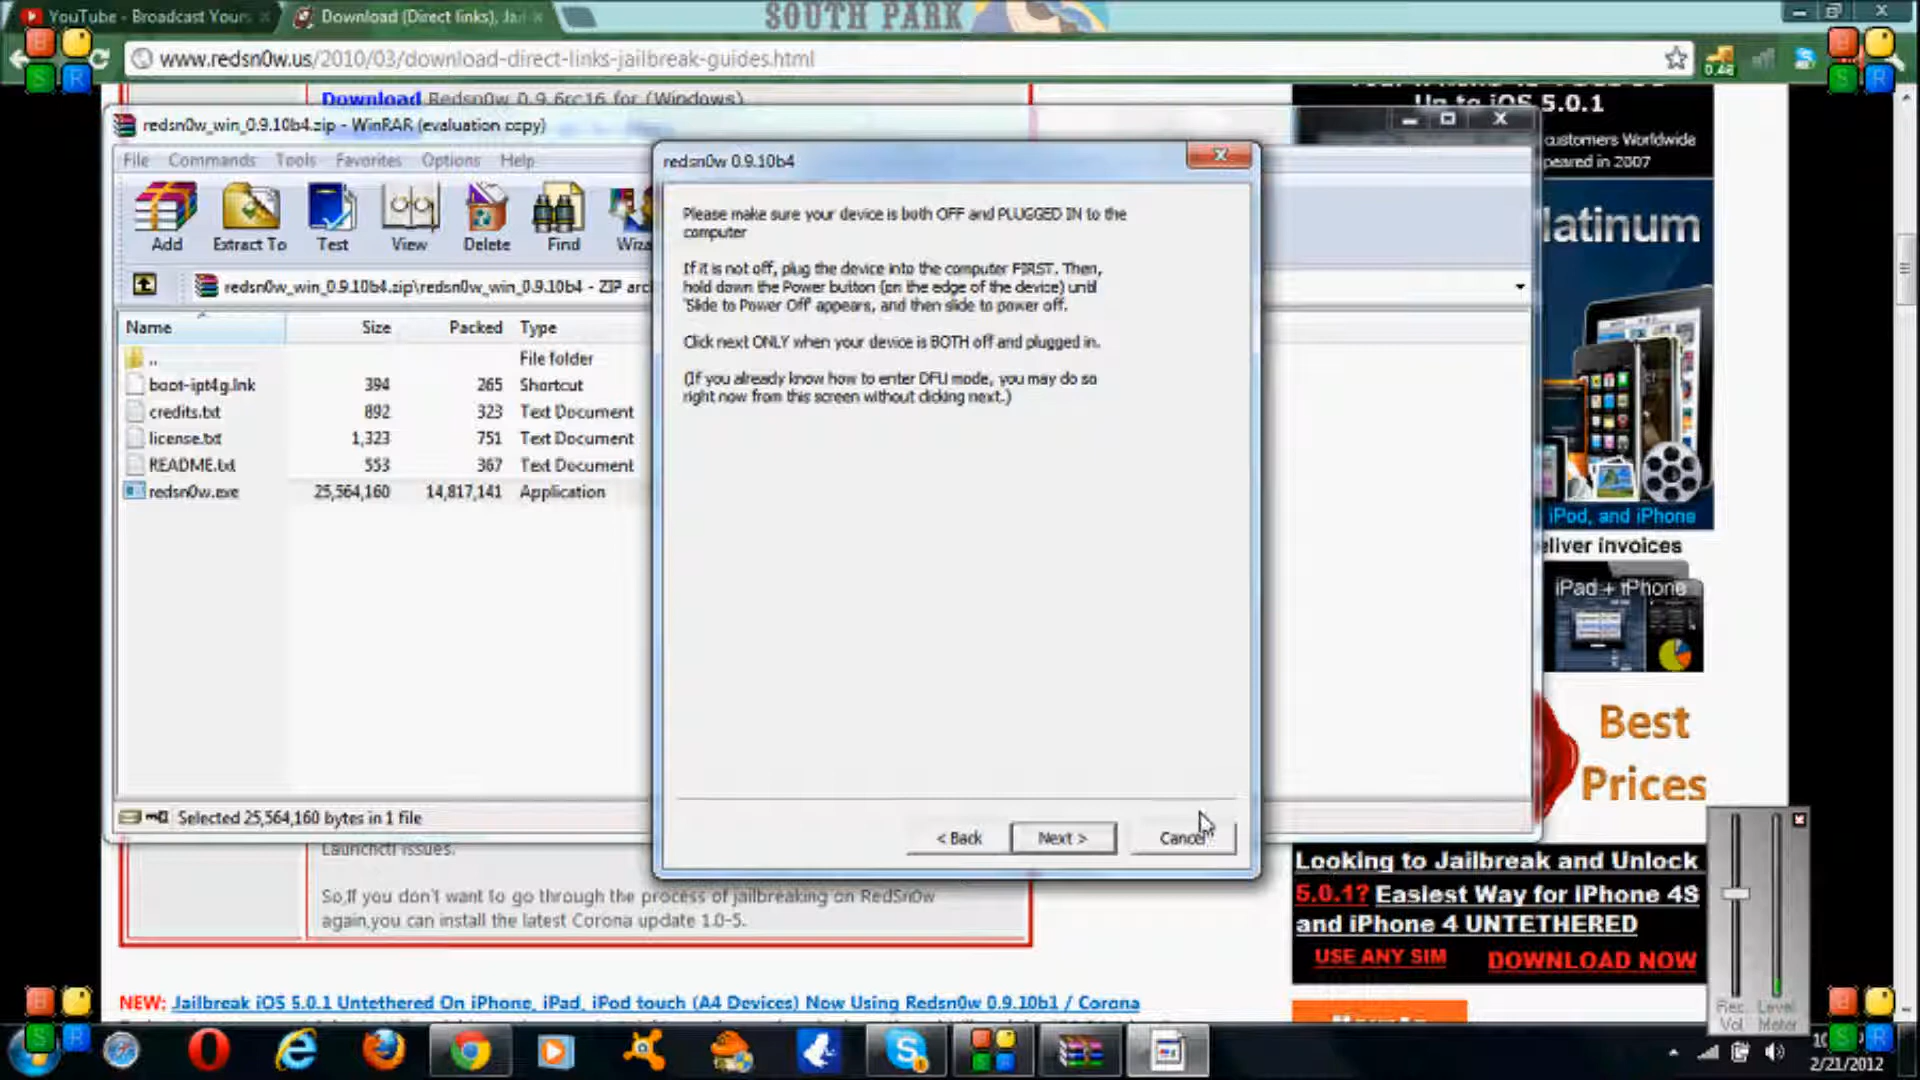 YouTube - Broadcast Yours
Download (Direct links), Jail
SOUTH PARK
www.redsn0w.us/2010/03/download-direct-links-jailbreak-guides.html
0.46
Download Redsn0w 0.9.6rc16 for (Windows)
Up to iOS 5.0.1
customers Worldwide
peared in 2007
latinum
iPod, and iPhone
eliver invoices
iPad + iPhone
Best
Prices
redsn0w_win_0.9.10b4.zip - WinRAR (evaluation copy)
File Commands Tools Favorites Options Help
Add Extract To Test View Delete Find Wiza
redsn0w_win_0.9.10b4.zip\redsn0w_win_0.9.10b4 - ZIP arc
Name Size Packed Type
.. File folder
boot-ipt4g.lnk 394 265 Shortcut
credits.txt 892 323 Text Document
license.txt 1,323 751 Text Document
README.txt 553 367 Text Document
redsn0w.exe 25,564,160 14,817,141 Application
Selected 25,564,160 bytes in 1 file
redsn0w 0.9.10b4
Please make sure your device is both OFF and PLUGGED IN to the
computer
If it is not off, plug the device into the computer FIRST. Then,
hold down the Power button (on the edge of the device) until
'Slide to Power Off' appears, and then slide to power off.
Click next ONLY when your device is BOTH off and plugged in.
(If you already know how to enter DFU mode, you may do so
right now from this screen without clicking next.)
< Back Next > Cancel
Launchctl issues.
So,If you don't want to go through the process of jailbreaking on RedSn0w
again,you can install the latest Corona update 1.0-5.
NEW: Jailbreak iOS 5.0.1 Untethered On iPhone, iPad, iPod touch (A4 Devices) Now Using Redsn0w 0.9.10b1 / Corona
Looking to Jailbreak and Unlock
5.0.1? Easiest Way for iPhone 4S
and iPhone 4 UNTETHERED
USE ANY SIM DOWNLOAD NOW
Rec Level
Vol Meter
2/21/2012